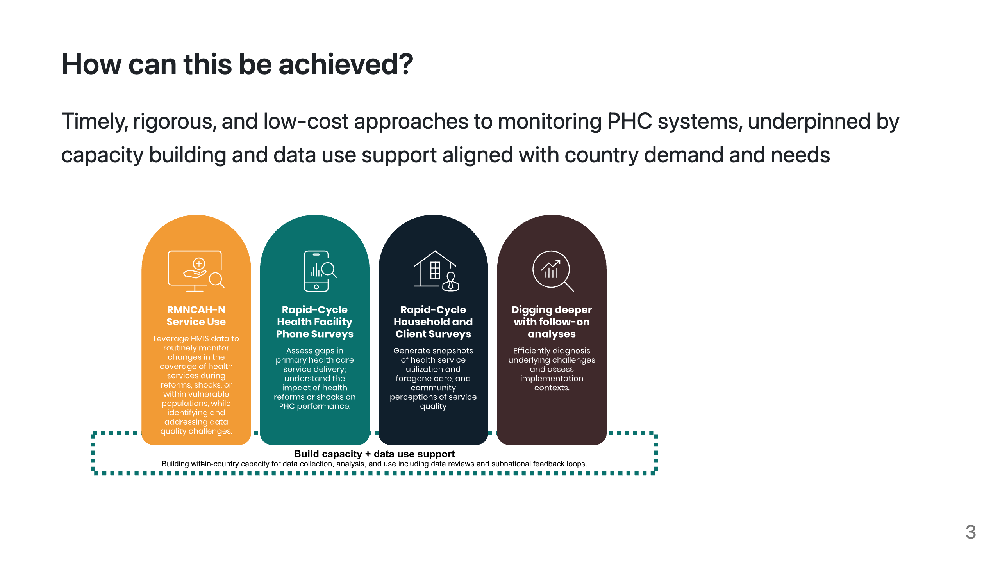 How can this be achieved?
Timely, rigorous, and low-cost approaches to monitoring PHC systems, underpinned by
capacity building and data use support aligned with country demand and needs
RMNCAH-N
Service Use
Leverage HMIS data to
routinely monitor
changes in the
coverage of health
services during
reforms, shocks, or
within vulnerable
populations, while
identifying and
addressing data
quality challenges.
Rapid-Cycle
Health Facility
Phone Surveys
Assess gaps in
primary health care
service delivery;
understand the
impact of health
reforms or shocks on
PHC performance.
Rapid-Cycle
Household and
Client Surveys
Generate snapshots
of health service
utilization and
foregone care, and
community
perceptions of service
quality
Digging deeper
with follow-on
analyses
Efficiently diagnosis
underlying challenges
and assess
implementation
contexts.
Build capacity + data use support
Building within-country capacity for data collection, analysis, and use including data reviews and subnational feedback loops.
3